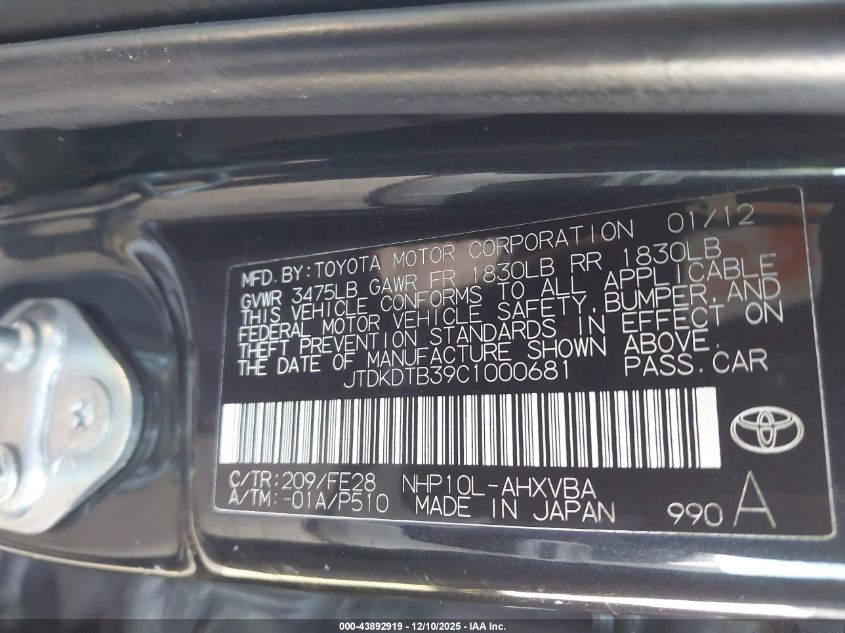 MFD. BY: TOYOTA MOTOR CORPORATION 01/12
GVWR 3475LB GAWR FR 1830LB RR 1830LB
THIS VEHICLE CONFORMS TO ALL APPLICABLE
FEDERAL MOTOR VEHICLE SAFETY, BUMPER, AND
THEFT PREVENTION STANDARDS IN EFFECT ON
THE DATE OF MANUFACTURE SHOWN ABOVE.
JTDKDTB39C1000681 PASS. CAR
C/TR: 209/FE28 NHP10L-AHXVBA
A/TM: -01A/P510 MADE IN JAPAN 990 A
000-43892919 - 12/10/2025 - IAA Inc.